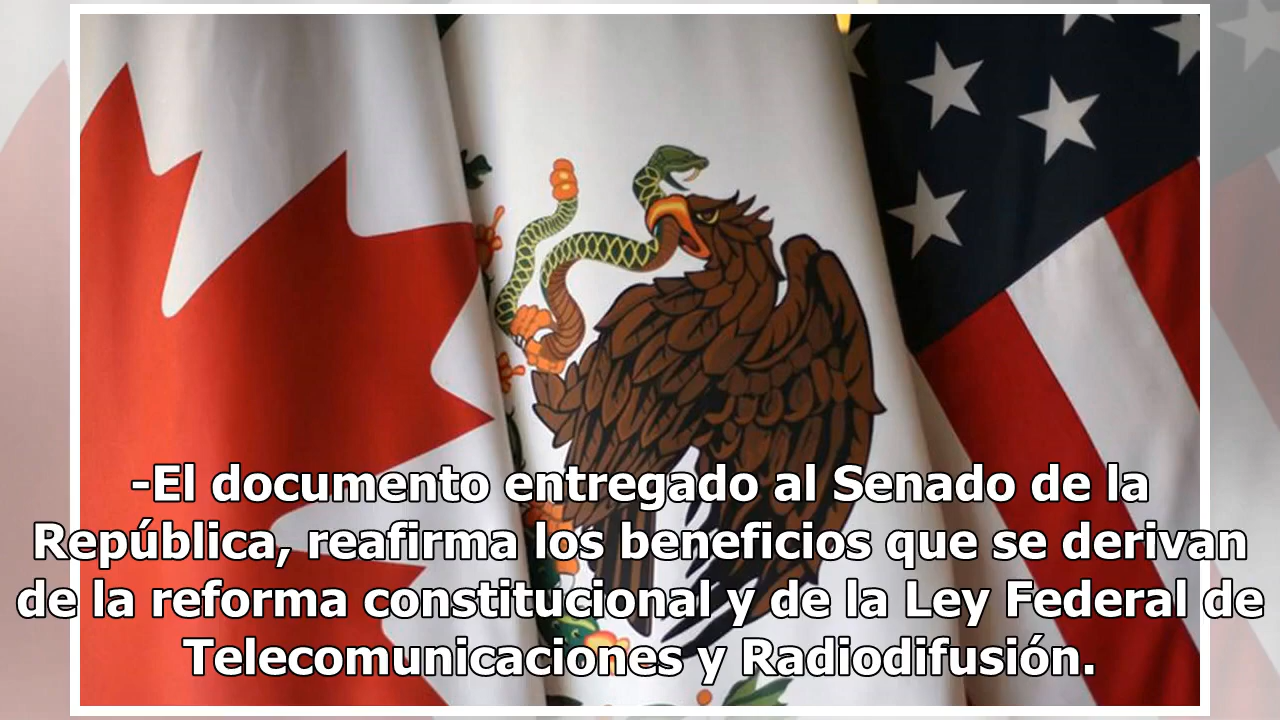 -El documento entregado al Senado de la
República, reafirma los beneficios que se derivan
de la reforma constitucional y de la Ley Federal de
Telecomunicaciones y Radiodifusión.